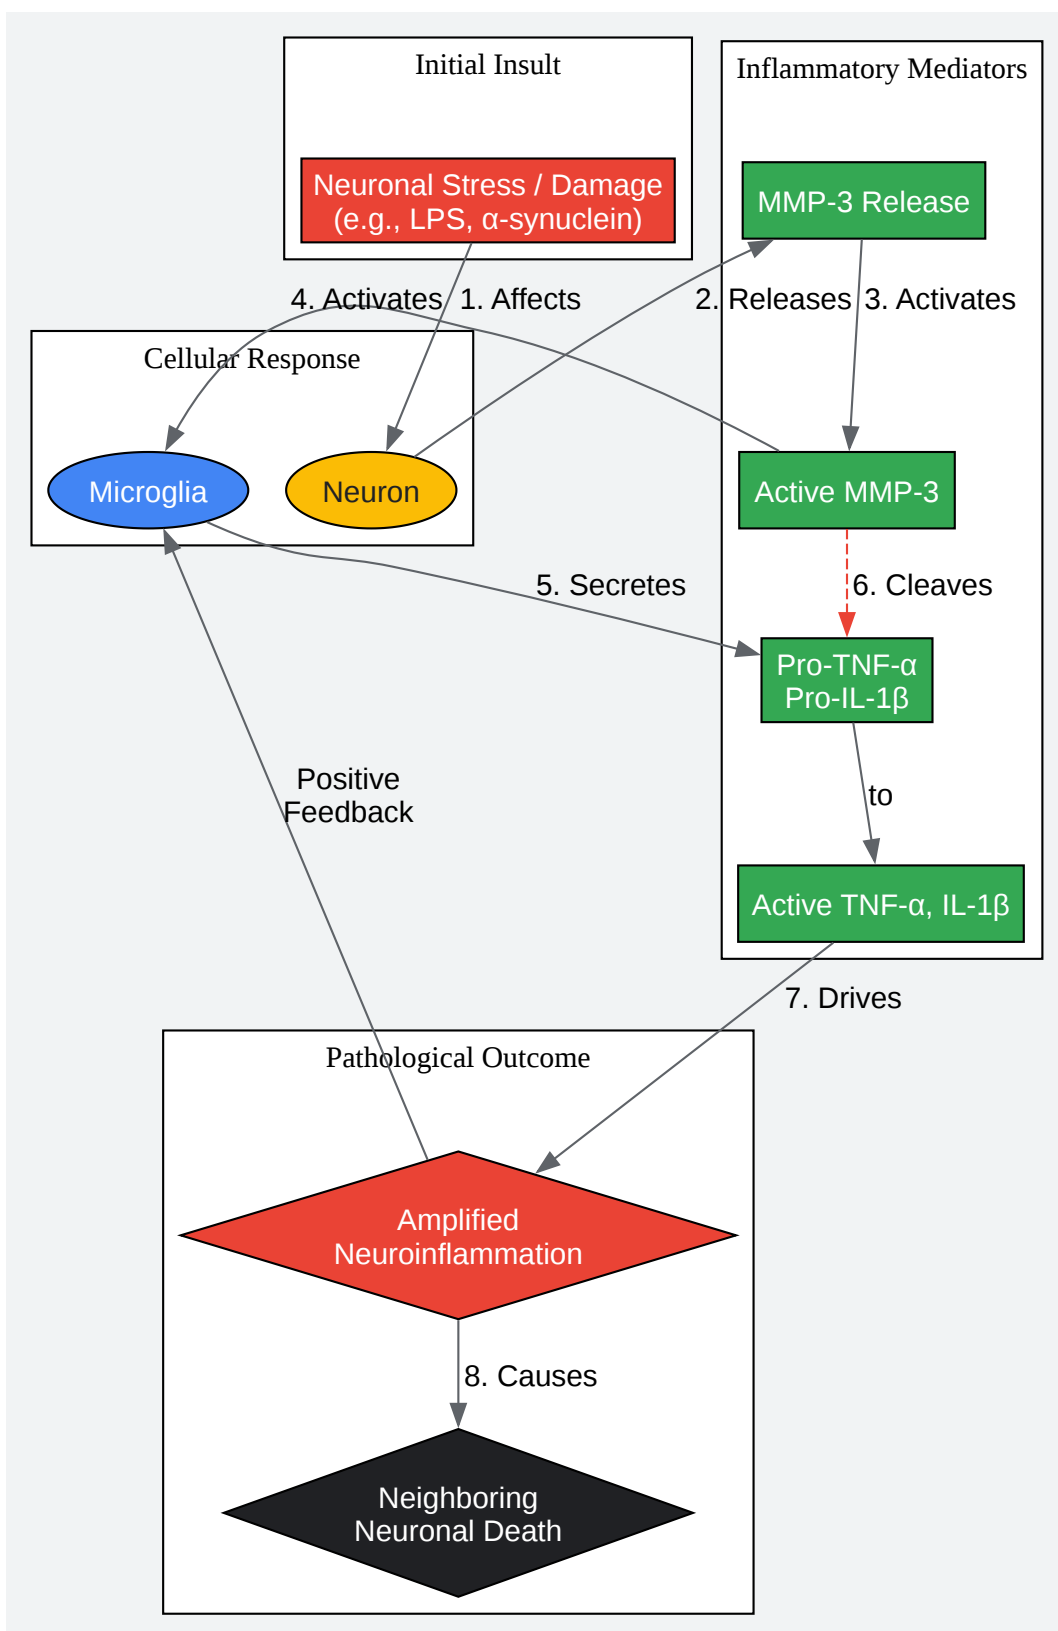 Initial Insult
Inflammatory Mediators
Neuronal Stress / Damage
(e.g., LPS, α-synuclein)
MMP-3 Release
4. Activates
1. Affects
2. Releases
3. Activates
Cellular Response
Microglia
Neuron
Active MMP-3
5. Secretes
6. Cleaves
Pro-TNF-α
Pro-IL-1β
Positive
Feedback
to
Active TNF-α, IL-1β
7. Drives
Pathological Outcome
Amplified
Neuroinflammation
8. Causes
Neighboring
Neuronal Death